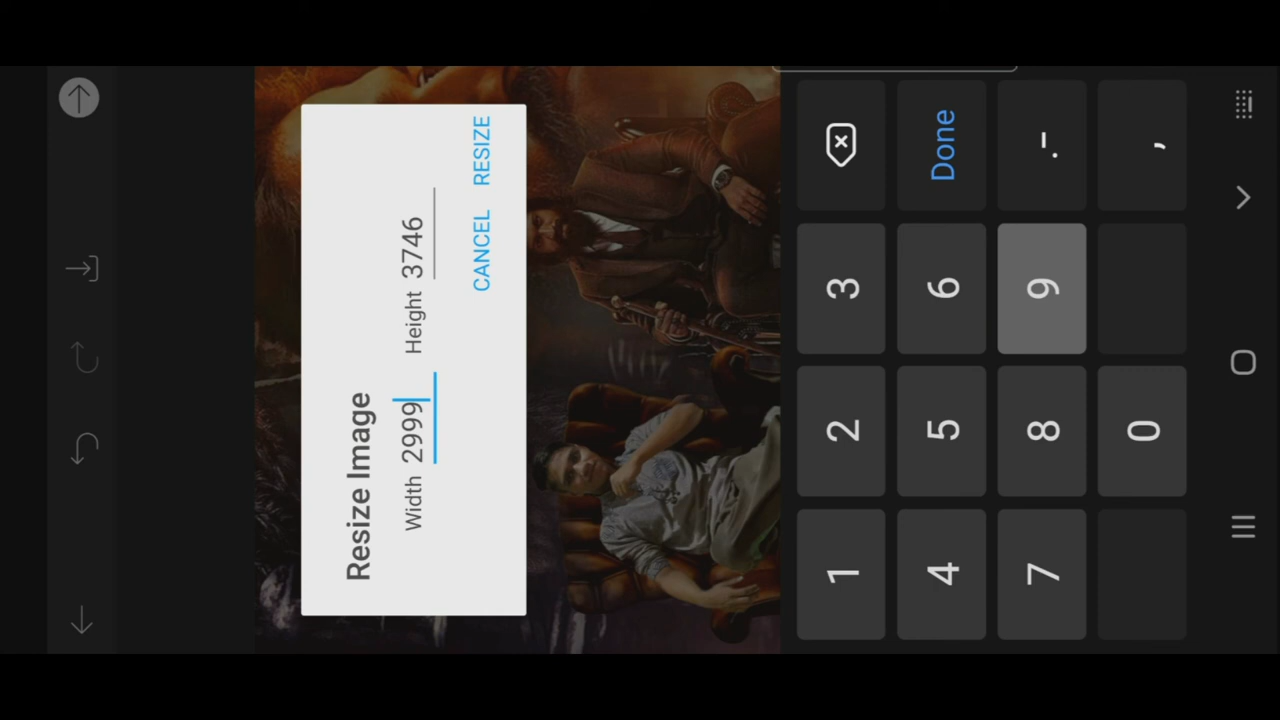 Resize Image
Width 2999 Height 3746
CANCEL RESIZE
1 2 3
4 5 6 Done
7 8 9 .-
0 ,